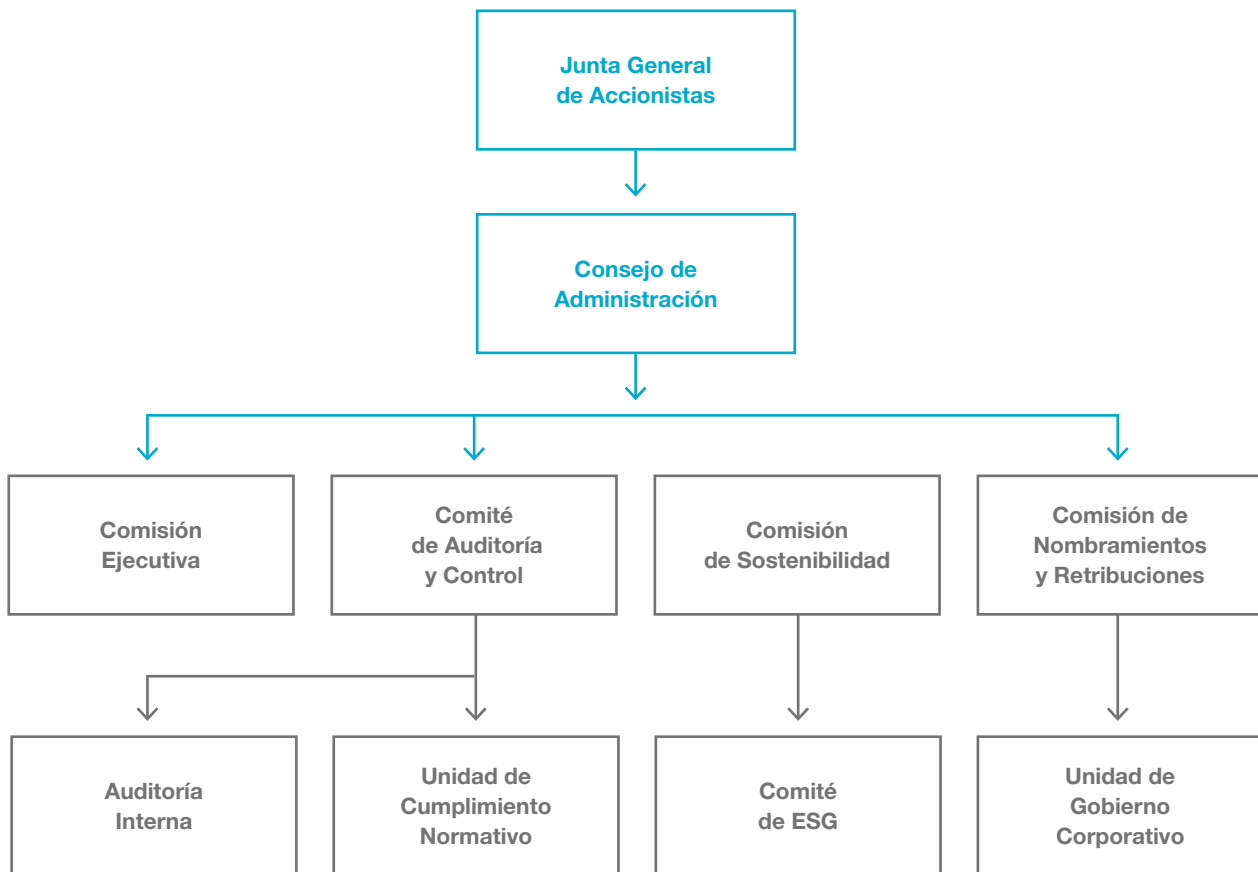 Junta General
de Accionistas
Consejo de
Administración
Comisión
Ejecutiva
Comité
de Auditoría
y Control
Comisión
de Sostenibilidad
Comisión de
Nombramientos
y Retribuciones
Auditoría
Interna
Unidad de
Cumplimiento
Normativo
Comité
de ESG
Unidad de
Gobierno
Corporativo